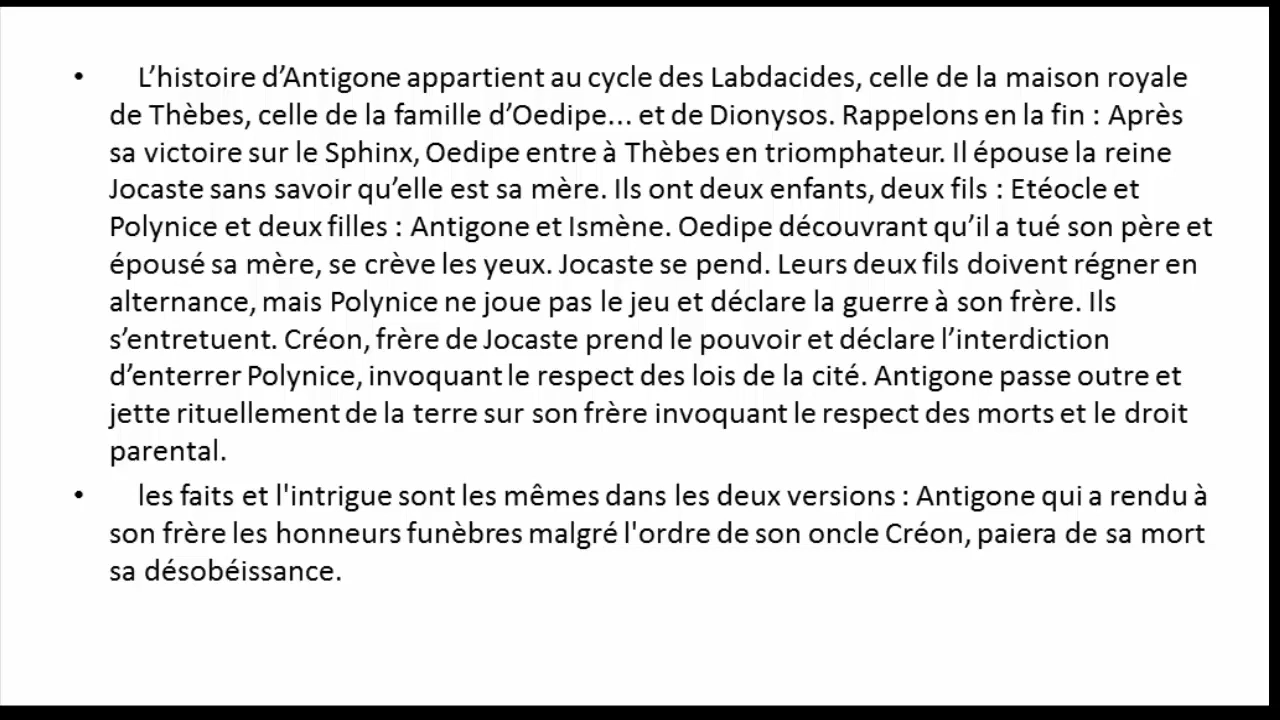 • L’histoire d’Antigone appartient au cycle des Labdacides, celle de la maison royale
de Thèbes, celle de la famille d’Oedipe... et de Dionysos. Rappelons en la fin : Après
sa victoire sur le Sphinx, Oedipe entre à Thèbes en triomphateur. Il épouse la reine
Jocaste sans savoir qu’elle est sa mère. Ils ont deux enfants, deux fils : Etéocle et
Polynice et deux filles : Antigone et Ismène. Oedipe découvrant qu’il a tué son père et
épousé sa mère, se crève les yeux. Jocaste se pend. Leurs deux fils doivent régner en
alternance, mais Polynice ne joue pas le jeu et déclare la guerre à son frère. Ils
s’entretuent. Créon, frère de Jocaste prend le pouvoir et déclare l’interdiction
d’enterrer Polynice, invoquant le respect des lois de la cité. Antigone passe outre et
jette rituellement de la terre sur son frère invoquant le respect des morts et le droit
parental.
• les faits et l'intrigue sont les mêmes dans les deux versions : Antigone qui a rendu à
son frère les honneurs funèbres malgré l'ordre de son oncle Créon, paiera de sa mort
sa désobéissance.